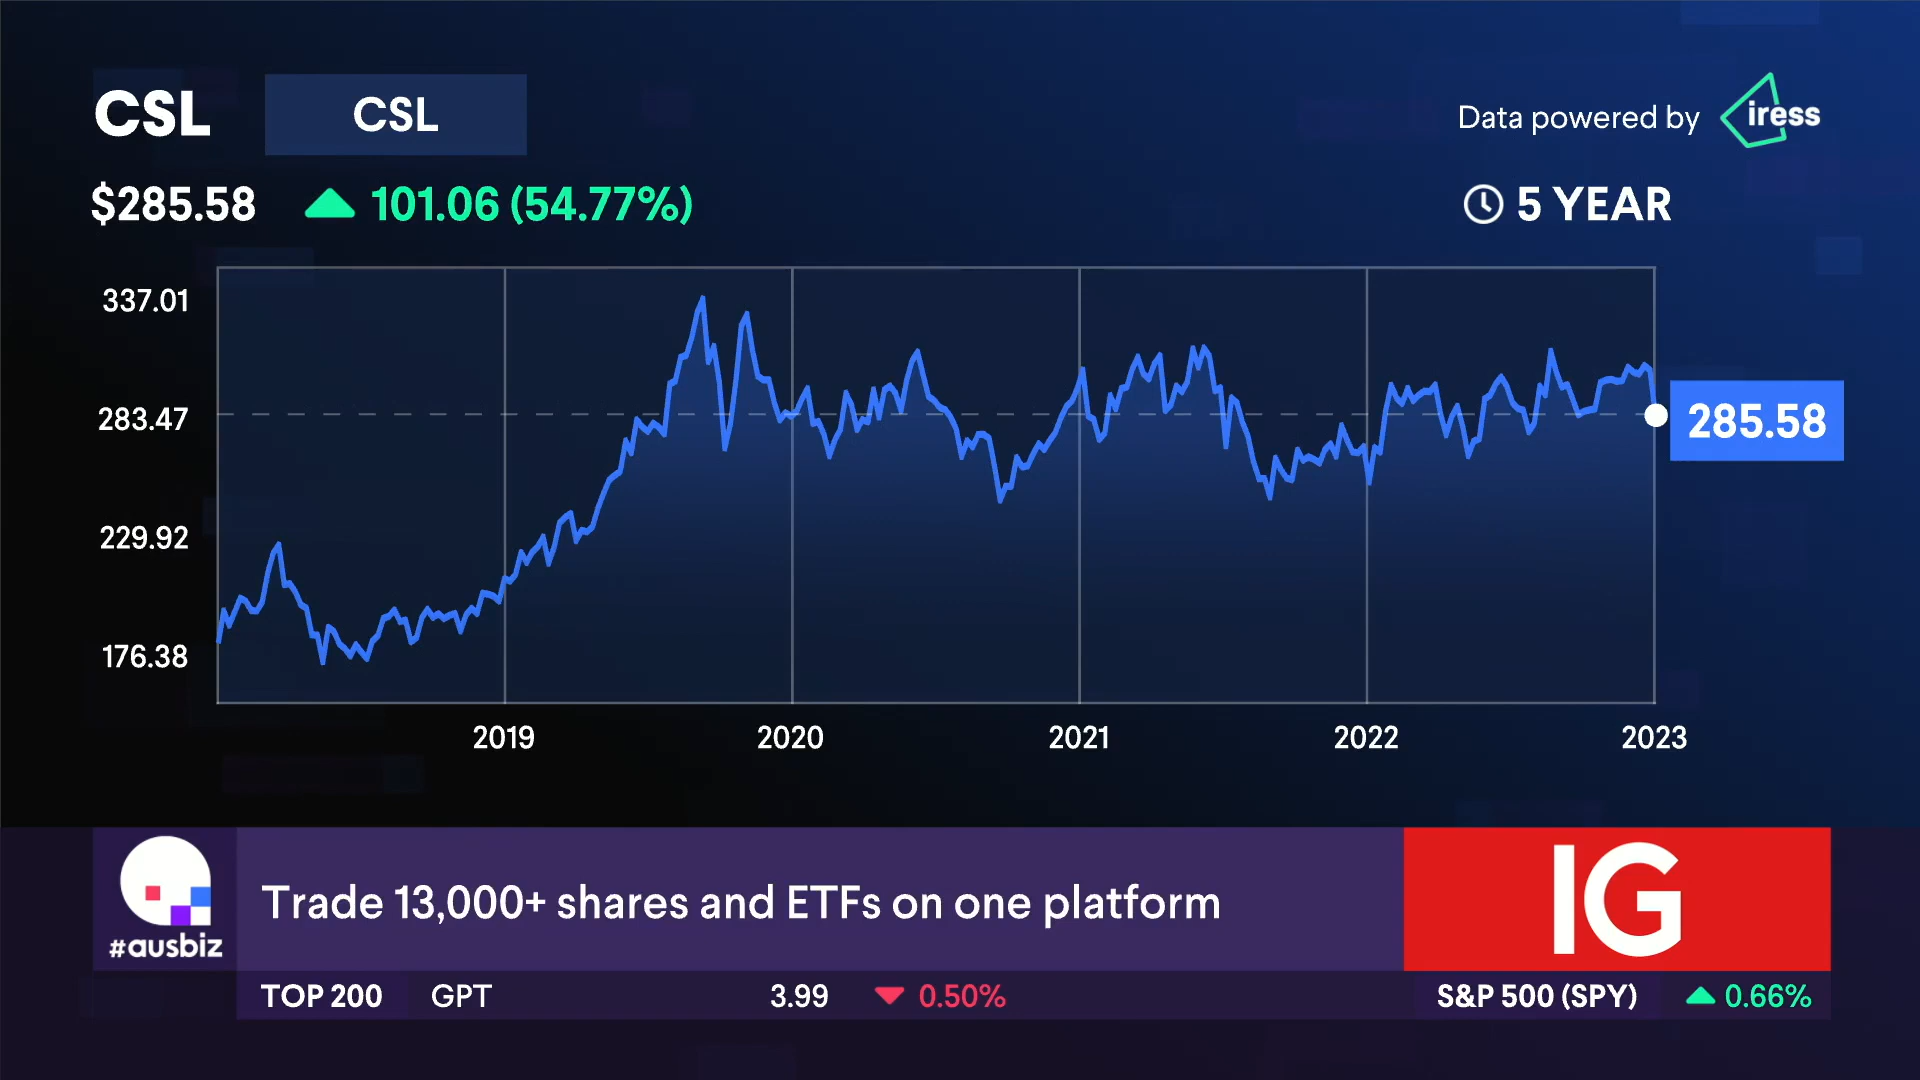 CSL CSL
Data powered by iress
$285.58 101.06 (54.77%)
5 YEAR
337.01
283.47
229.92
176.38
285.58
2019 2020 2021 2022 2023
#ausbiz
Trade 13,000+ shares and ETFs on one platform
IG
TOP 200 GPT 3.99 0.50% S&P 500 (SPY) 0.66%